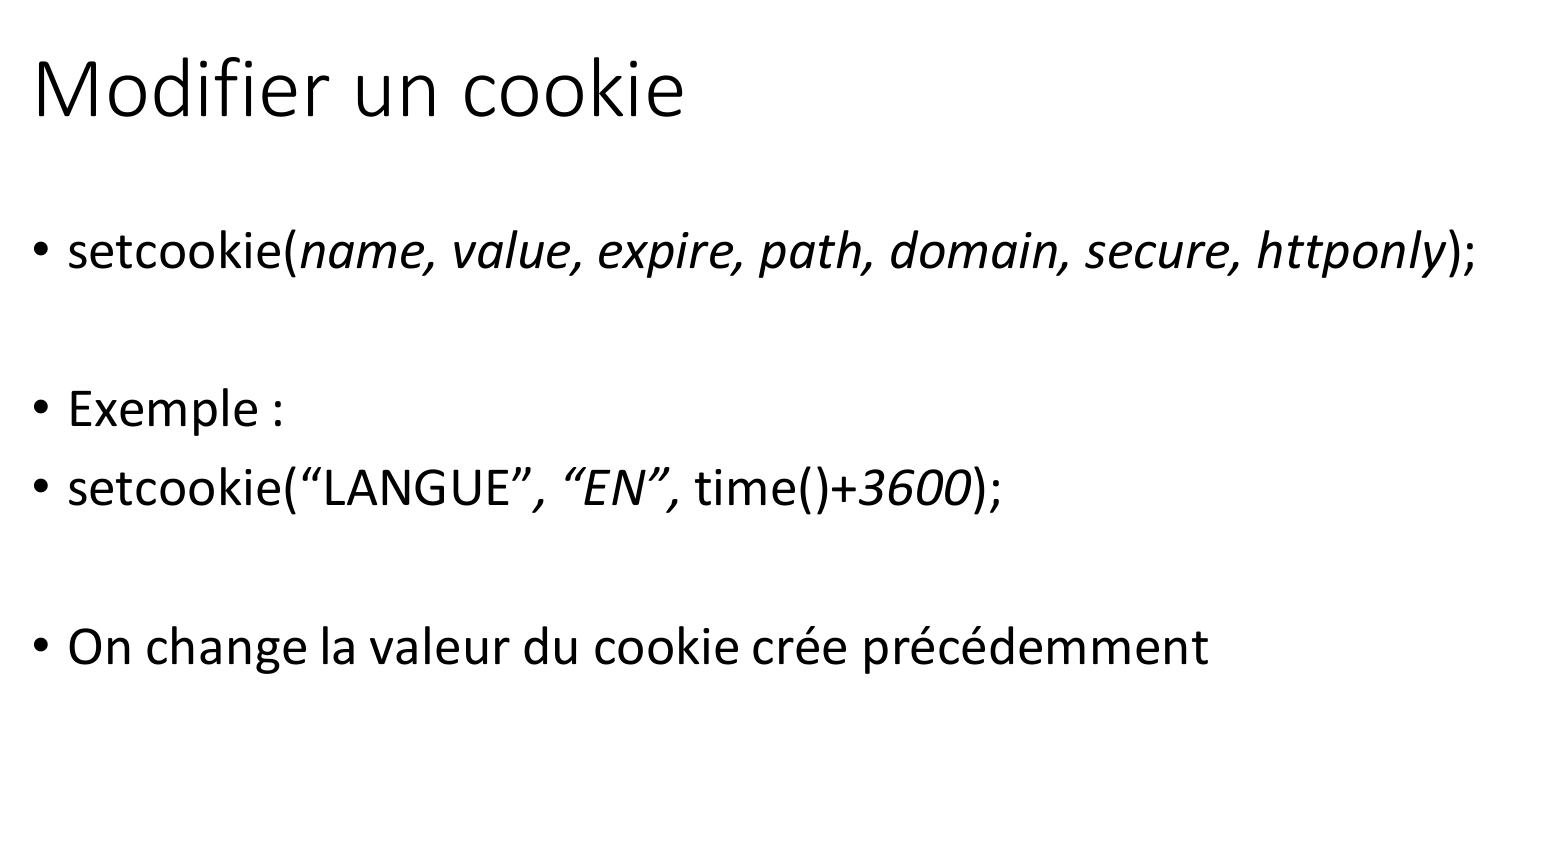 Modifier un cookie
• setcookie(name, value, expire, path, domain, secure, httponly);
• Exemple :
• setcookie(“LANGUE”, “EN”, time()+3600);
• On change la valeur du cookie crée précédemment